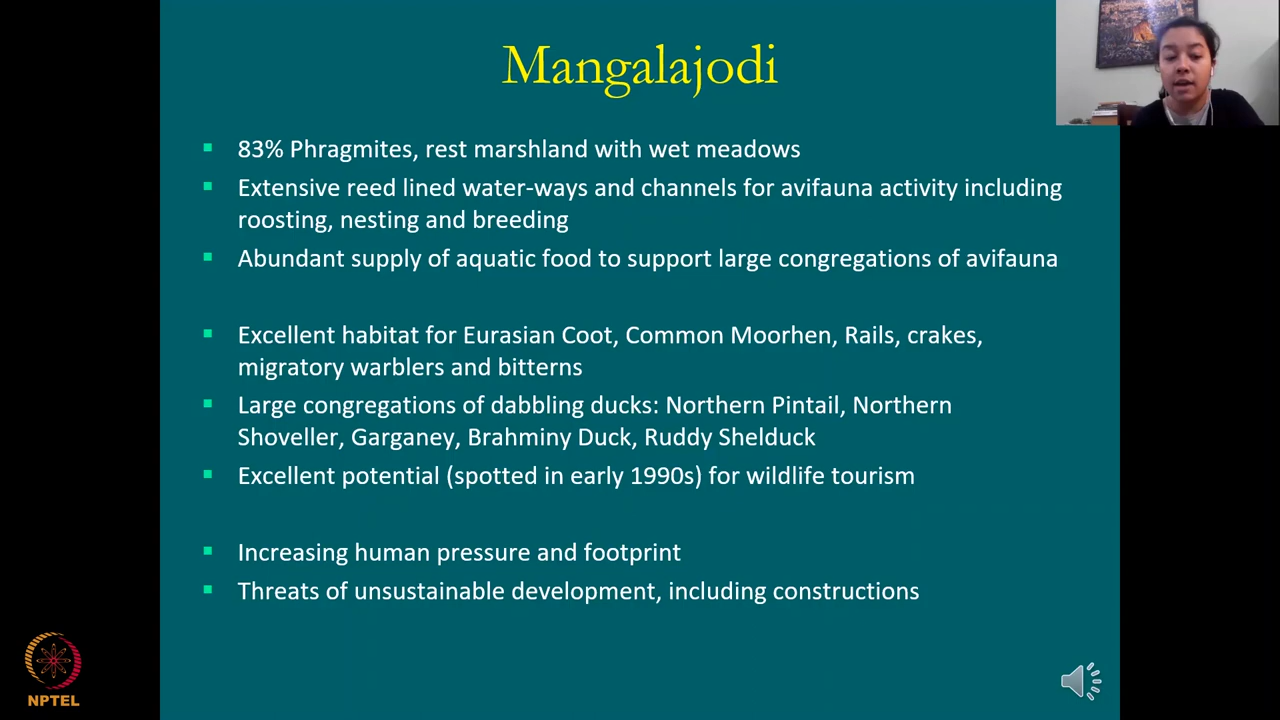 Mangalajodi
83% Phragmites, rest marshland with wet meadows
Extensive reed lined water-ways and channels for avifauna activity including
roosting, nesting and breeding
Abundant supply of aquatic food to support large congregations of avifauna
Excellent habitat for Eurasian Coot, Common Moorhen, Rails, crakes,
migratory warblers and bitterns
Large congregations of dabbling ducks: Northern Pintail, Northern
Shoveller, Garganey, Brahminy Duck, Ruddy Shelduck
Excellent potential (spotted in early 1990s) for wildlife tourism
Increasing human pressure and footprint
Threats of unsustainable development, including constructions
NPTEL